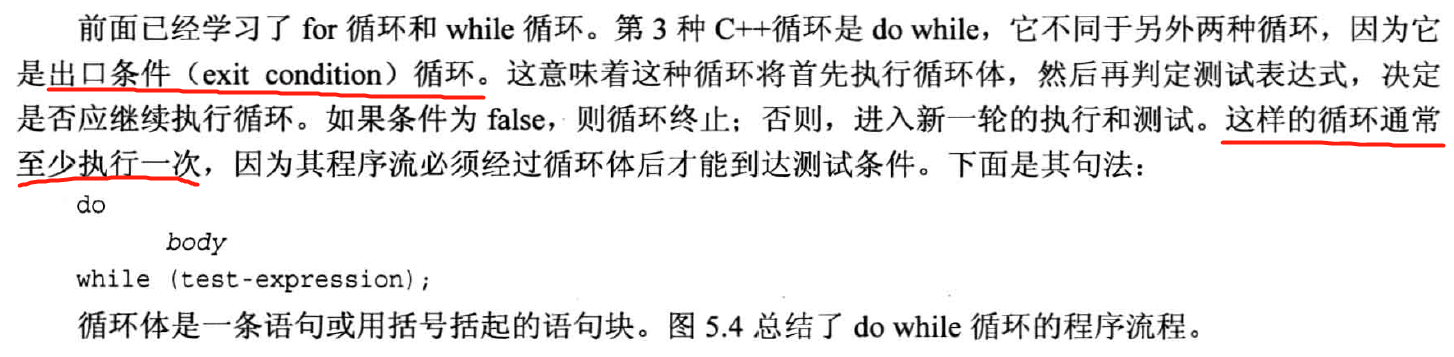 前面已经学习了 for 循环和 while 循环。第 3 种 C++循环是 do while，它不同于另外两种循环，因为它
是出口条件（exit condition）循环。这意味着这种循环将首先执行循环体，然后再判定测试表达式，决定
是否应继续执行循环。如果条件为 false，则循环终止；否则，进入新一轮的执行和测试。这样的循环通常
至少执行一次，因为其程序流必须经过循环体后才能到达测试条件。下面是其句法：
do
body
while (test-expression);
循环体是一条语句或用括号括起的语句块。图 5.4 总结了 do while 循环的程序流程。